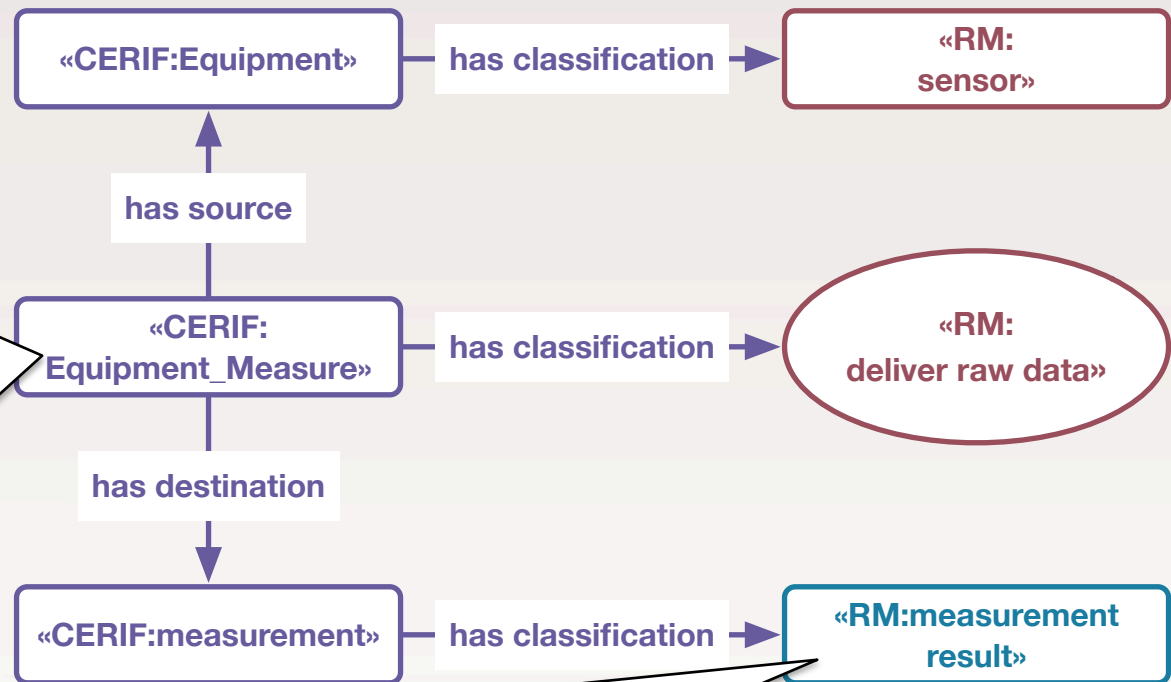 «CERIF:Equipment»
has classification
«RM:
sensor»
has source
«CERIF:
Equipment_Measure»
has classification
«RM:
deliver raw data»
has destination
«CERIF:measurement»
has classification
«RM:measurement
result»